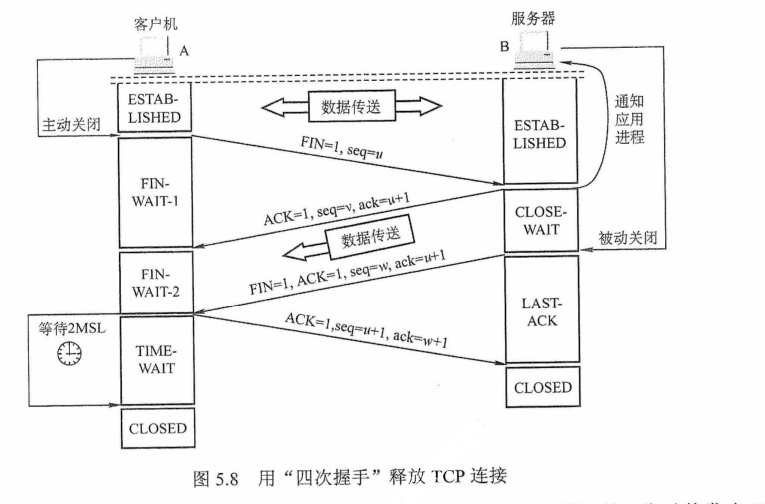 客户机
A
服务器
B
ESTAB-
LISHED
数据传送
ESTAB-
LISHED
通知
应用
进程
主动关闭
FIN=1, seq=u
FIN-
WAIT-1
ACK=1, seq=v, ack=u+1
CLOSE-
WAIT
数据传送
被动关闭
FIN-
WAIT-2
FIN=1, ACK=1, seq=w, ack=u+1
LAST-
ACK
等待2MSL
ACK=1,seq=u+1, ack=w+1
TIME-
WAIT
CLOSED
CLOSED
图 5.8 用“四次握手”释放 TCP 连接